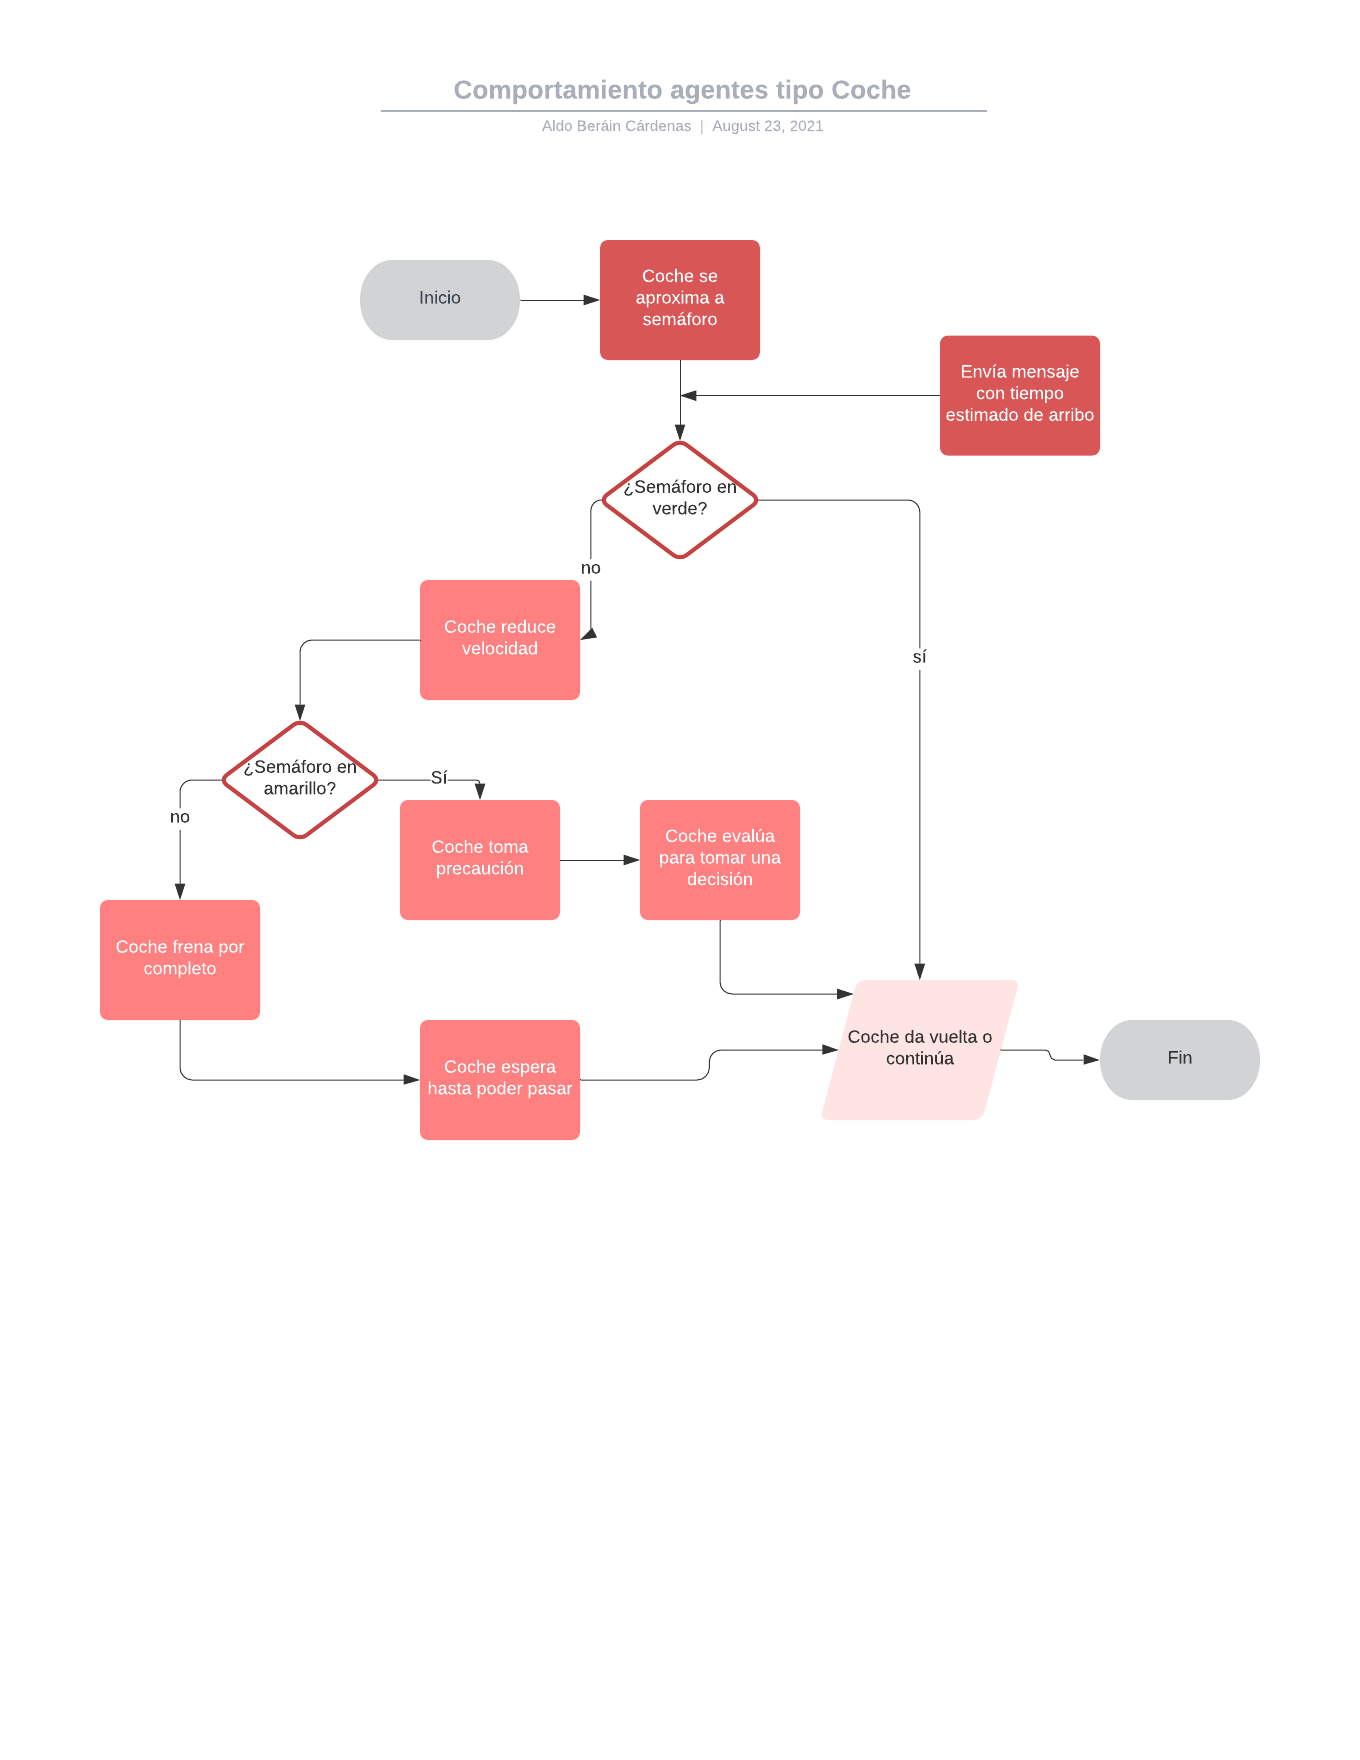 Comportamiento agentes tipo Coche
Aldo Beráin Cárdenas | August 23, 2021
Inicio
Coche se
aproxima a
semáforo
Envía mensaje
con tiempo
estimado de arribo
¿Semáforo en
verde?
no
sí
Coche reduce
velocidad
¿Semáforo en
amarillo?
Sí
no
Coche toma
precaución
Coche evalúa
para tomar una
decisión
Coche frena por
completo
Coche espera
hasta poder pasar
Coche da vuelta o
continúa
Fin